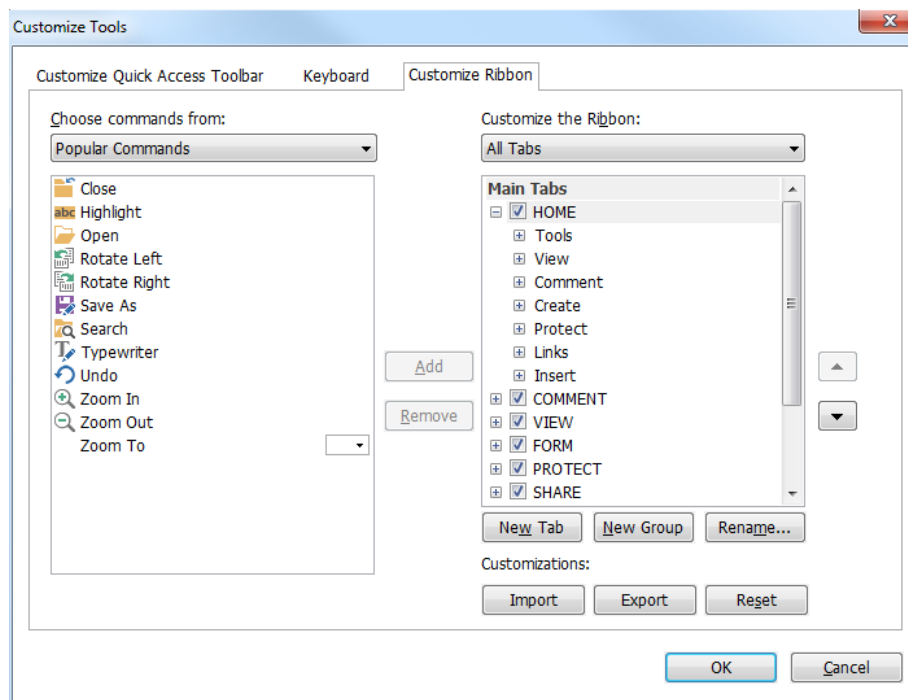 Customize Tools
Customize Quick Access Toolbar
Keyboard
Customize Ribbon
Choose commands from:
Popular Commands
Close
abc Highlight
Open
Rotate Left
Rotate Right
Save As
Search
Typewriter
Undo
Zoom In
Zoom Out
Zoom To
Add
Remove
Customize the Ribbon:
All Tabs
Main Tabs
HOME
Tools
View
Comment
Create
Protect
Links
Insert
COMMENT
VIEW
FORM
PROTECT
SHARE
New Tab
New Group
Rename...
Customizations:
Import
Export
Reset
OK
Cancel